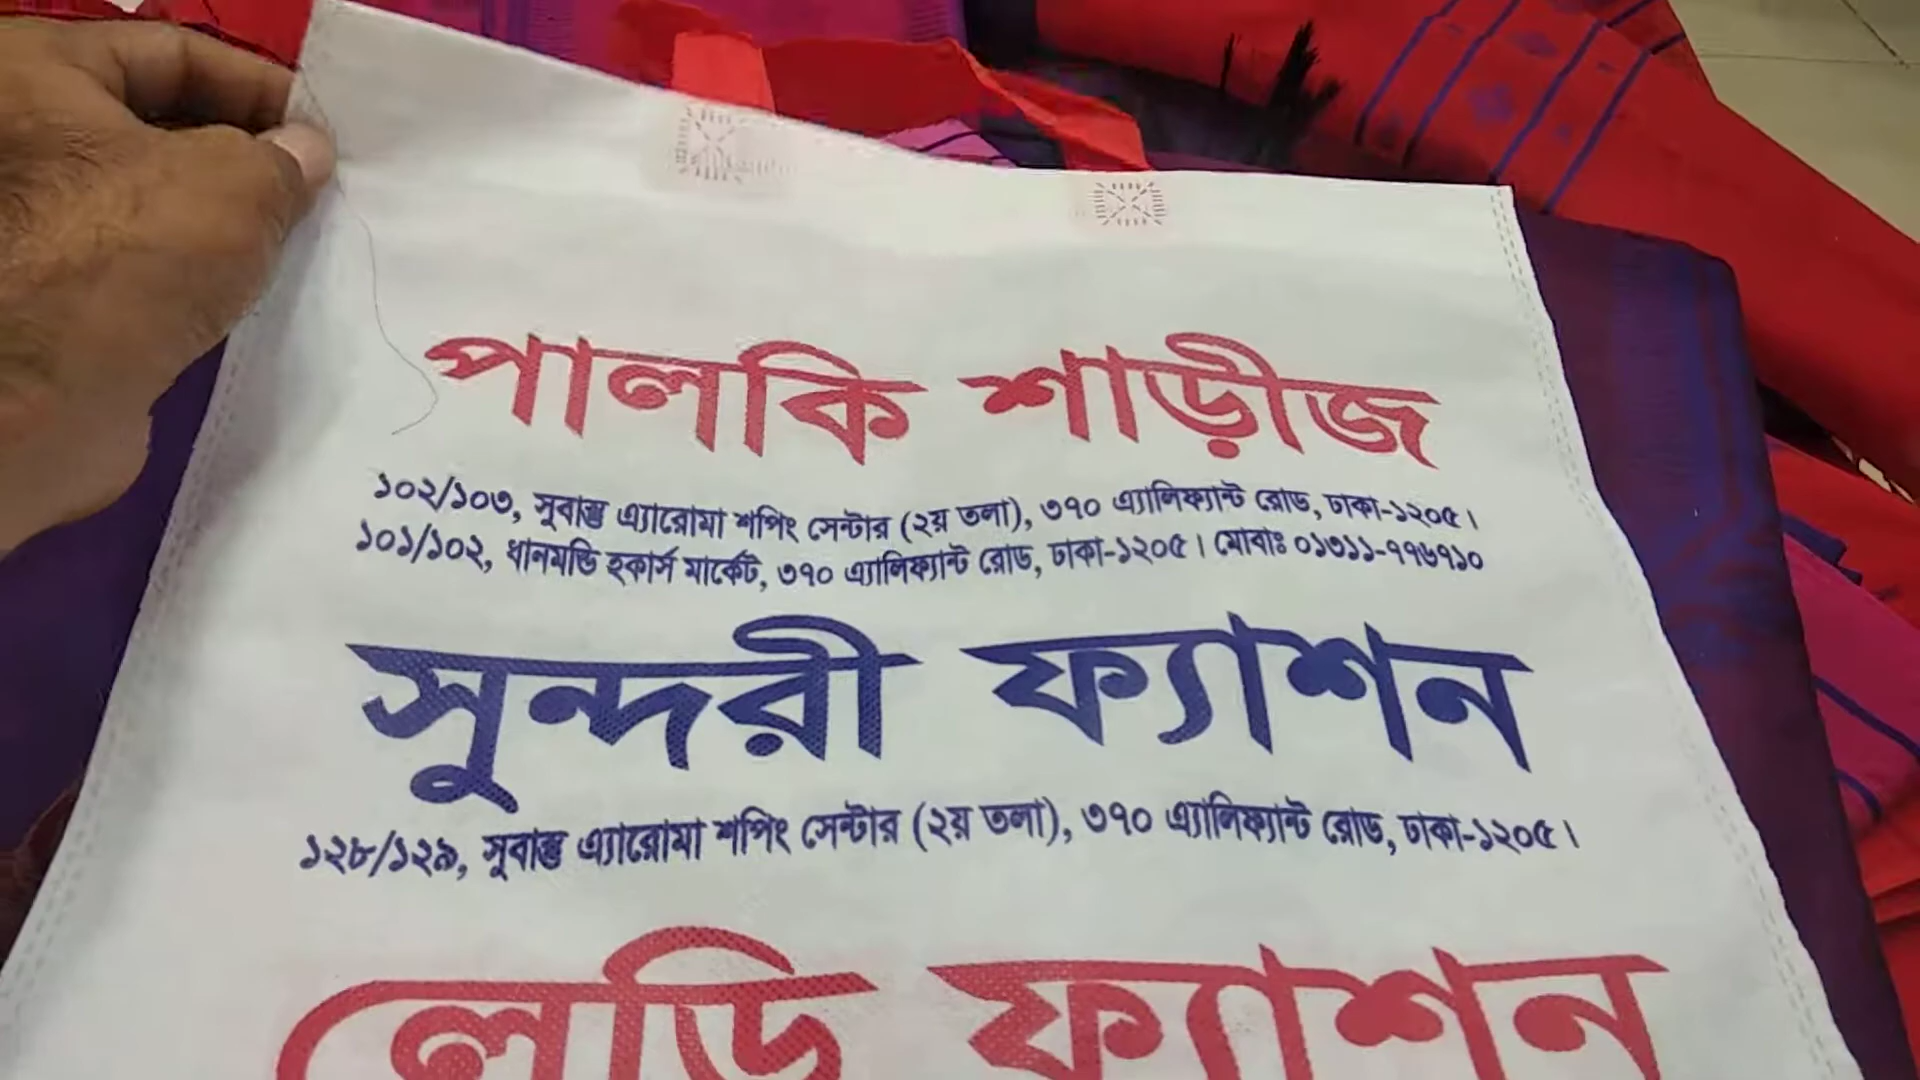 পালকি শাড়ীজ
১০২/১০৩, সুবাস্তু এ্যারোমা শপিং সেন্টার (২য় তলা), ৩৭০ এ্যালিফ্যান্ট রোড, ঢাকা-১২০৫।
১০১/১০২, ধানমন্ডি হকার্স মার্কেট, ৩৭০ এ্যালিফ্যান্ট রোড, ঢাকা-১২০৫। মোবাঃ ০১৩১১-৭৭৬৭১০
সুন্দরী ফ্যাশন
১২৮/১২৯, সুবাস্তু এ্যারোমা শপিং সেন্টার (২য় তলা), ৩৭০ এ্যালিফ্যান্ট রোড, ঢাকা-১২০৫।
লেডি ফ্যাশন